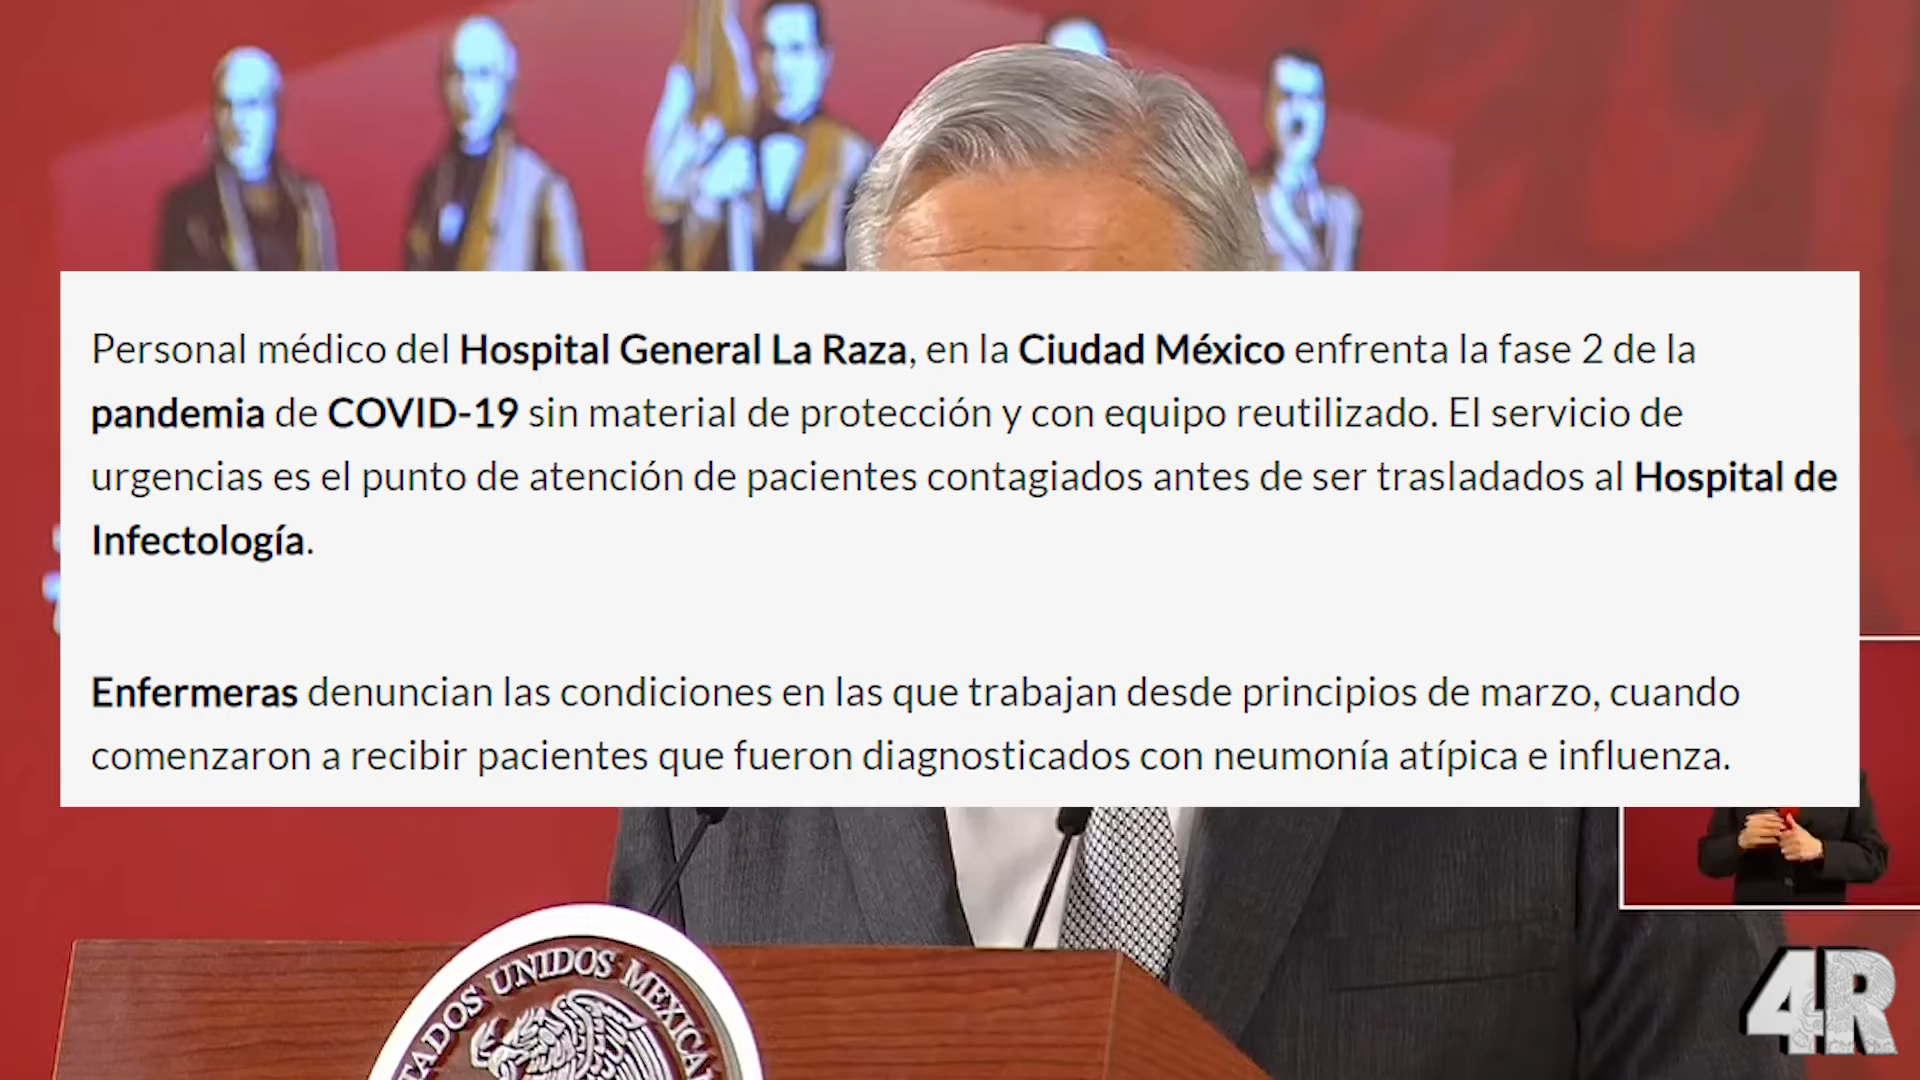 Personal médico del Hospital General La Raza, en la Ciudad México enfrenta la fase 2 de la
pandemia de COVID-19 sin material de protección y con equipo reutilizado. El servicio de
urgencias es el punto de atención de pacientes contagiados antes de ser trasladados al Hospital de
Infectología.
Enfermeras denuncian las condiciones en las que trabajan desde principios de marzo, cuando
comenzaron a recibir pacientes que fueron diagnosticados con neumonía atípica e influenza.
TADOS UNIDOS MEXICA
4R